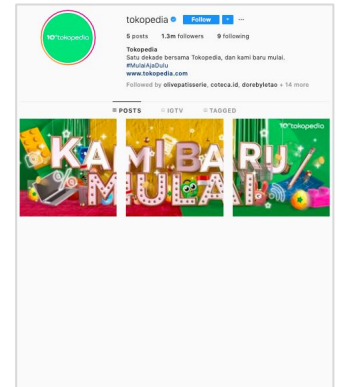 10 tokopedia
tokopedia Follow
5 posts 1.3m followers 9 following
Tokopedia
Satu dekade bersama Tokopedia, dan kami baru mulai.
#MulaiAjaDulu
www.tokopedia.com
Followed by olivepatisserie, coteca.id, dorebyletao + 14 more
POSTS IGTV TAGGED
10 tokopedia
KAMI BARU
MULAI
%